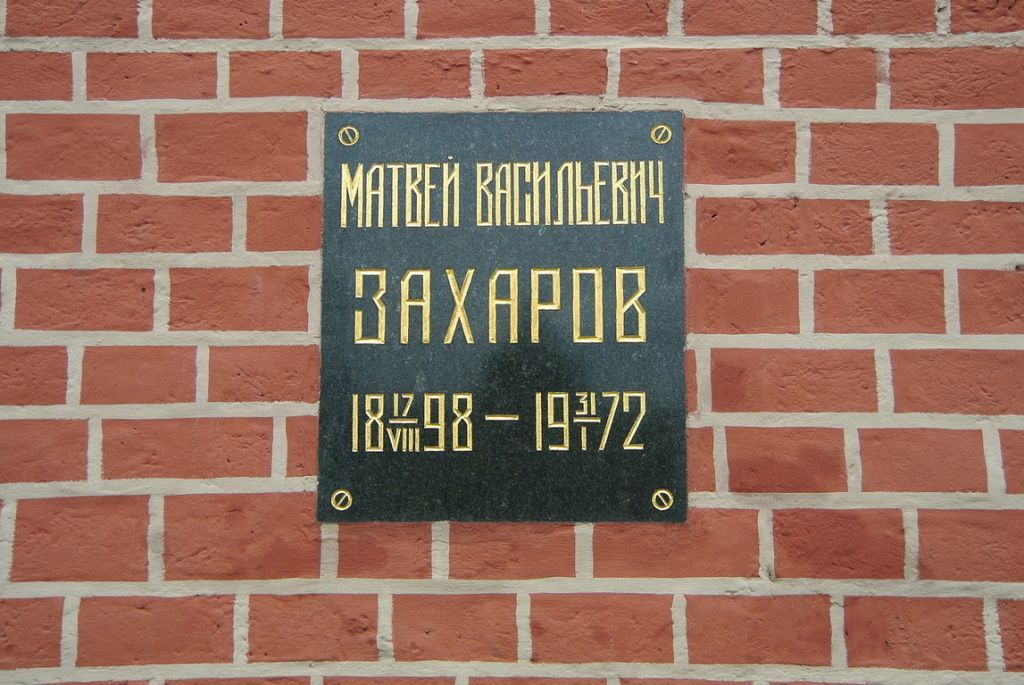 МАТВЕЙ ВАСИЛЬЕВИЧ
ЗАХАРОВ
18 17/VIII 98 — 19 31/I 72